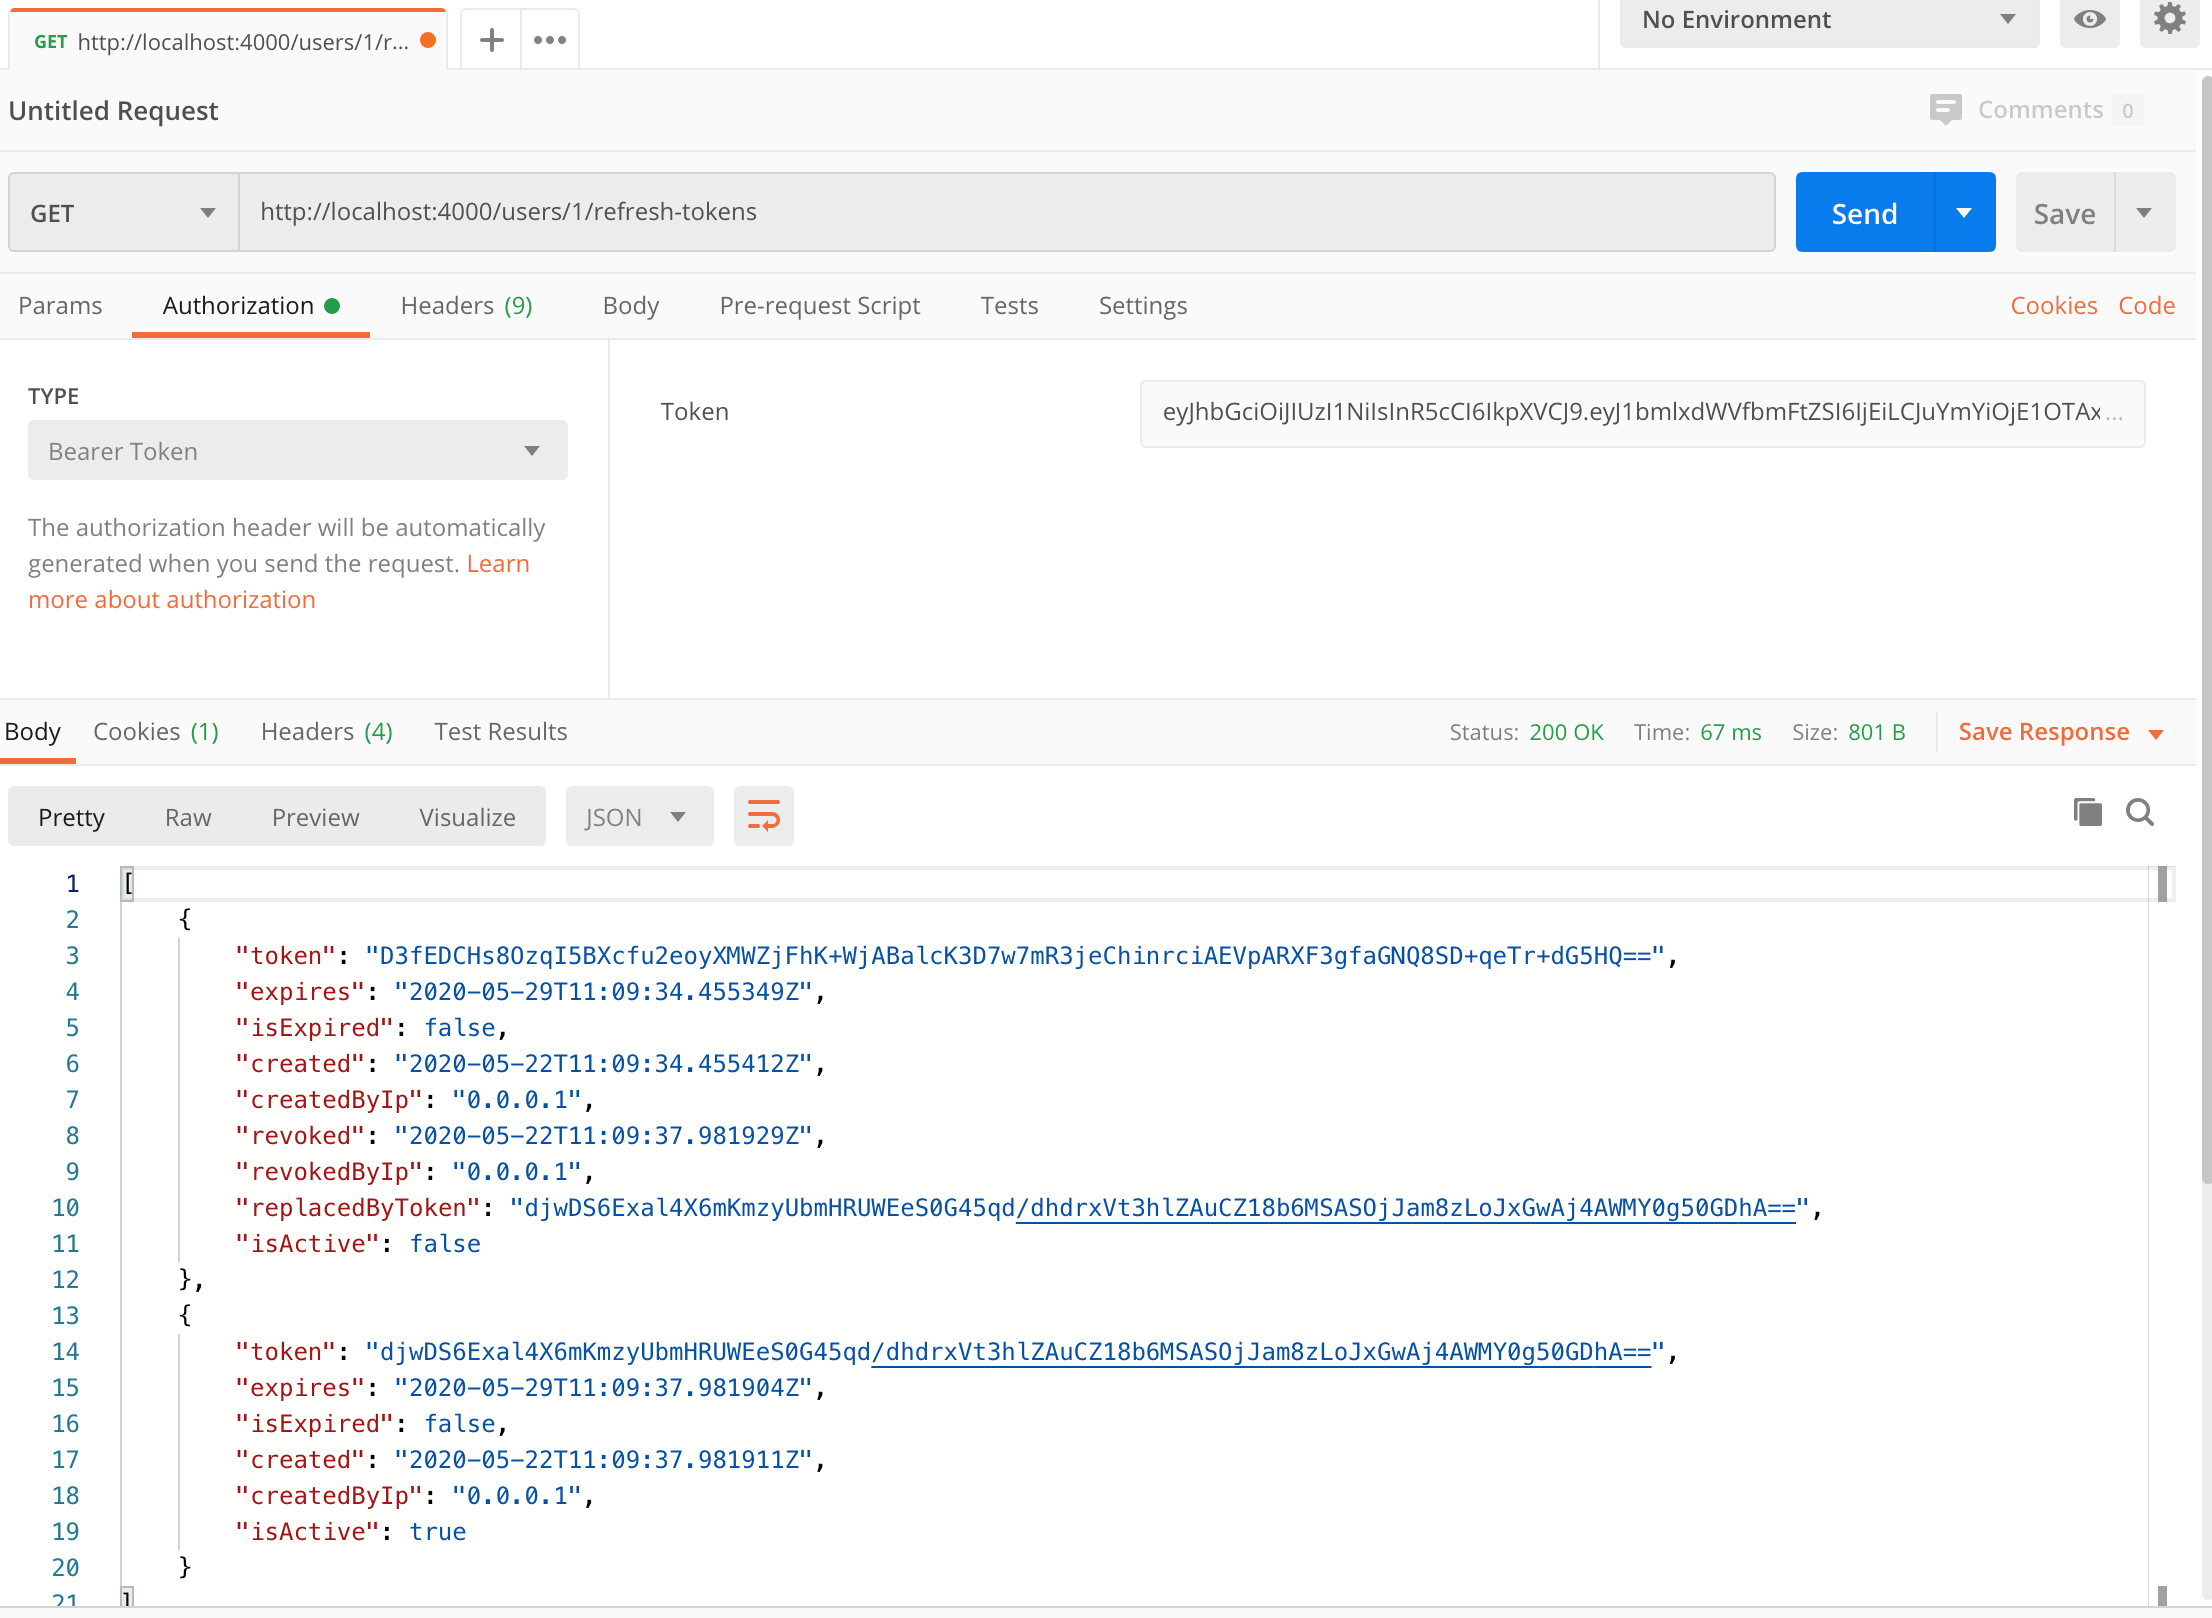 GET http://localhost:4000/users/1/r...
No Environment
Untitled Request
Comments 0
GET http://localhost:4000/users/1/refresh-tokens Send Save
Params Authorization Headers (9) Body Pre-request Script Tests Settings Cookies Code
TYPE
Bearer Token
The authorization header will be automatically
generated when you send the request. Learn
more about authorization
Token eyJhbGciOiJIUzI1NiIsInR5cCI6IkpXVCJ9.eyJ1bmlxdWVfbmFtZSI6IjEiLCJuYmYiOjE1OTAx...
Body Cookies (1) Headers (4) Test Results Status: 200 OK Time: 67 ms Size: 801 B Save Response
Pretty Raw Preview Visualize JSON
1 [
2 {
3 "token": "D3fEDCHs8OzqI5BXcfu2eoyXMWZjFhK+WjABalcK3D7w7mR3jeChinrciAEVpARXF3gfaGNQ8SD+qeTr+dG5HQ==",
4 "expires": "2020-05-29T11:09:34.455349Z",
5 "isExpired": false,
6 "created": "2020-05-22T11:09:34.455412Z",
7 "createdByIp": "0.0.0.1",
8 "revoked": "2020-05-22T11:09:37.981929Z",
9 "revokedByIp": "0.0.0.1",
10 "replacedByToken": "djwDS6Exal4X6mKmzyUbmHRUWEeS0G45qd/dhdrxVt3hlZAuCZ18b6MSASOjJam8zLoJxGwAj4AWMY0g50GDhA==",
11 "isActive": false
12 },
13 {
14 "token": "djwDS6Exal4X6mKmzyUbmHRUWEeS0G45qd/dhdrxVt3hlZAuCZ18b6MSASOjJam8zLoJxGwAj4AWMY0g50GDhA==",
15 "expires": "2020-05-29T11:09:37.981904Z",
16 "isExpired": false,
17 "created": "2020-05-22T11:09:37.981911Z",
18 "createdByIp": "0.0.0.1",
19 "isActive": true
20 }
21 ]